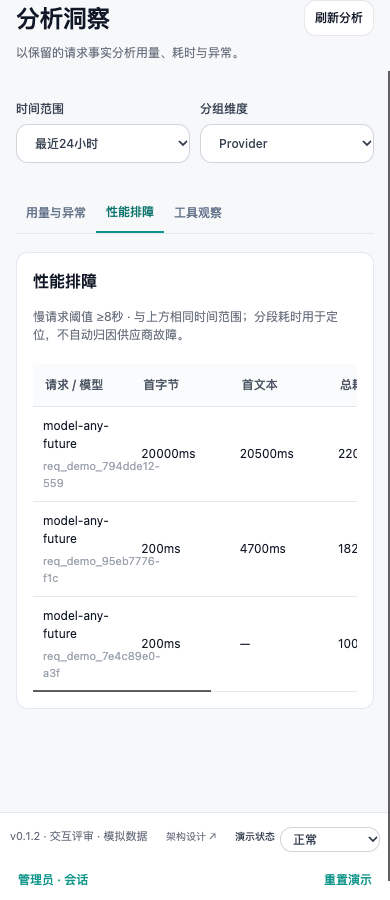 分析洞察
刷新分析
以保留的请求事实分析用量、耗时与异常。
时间范围
分组维度
最近24小时
Provider
用量与异常
性能排障
工具观察
性能排障
慢请求阈值 ≥8秒 · 与上方相同时间范围；分段耗时用于定
位，不自动归因供应商故障。
请求 / 模型
首字节
首文本
model-any-
future
req_demo_794dde12-
559
20000ms
20500ms
220
model-any-
future
req_demo_95eb7776-
f1c
200ms
4700ms
182
model-any-
future
req_demo_7e4c89e0-
a3f
200ms
—
100
v0.1.2 · 交互评审 · 模拟数据
架构设计 ↗
演示状态
正常
管理员 · 会话
重置演示